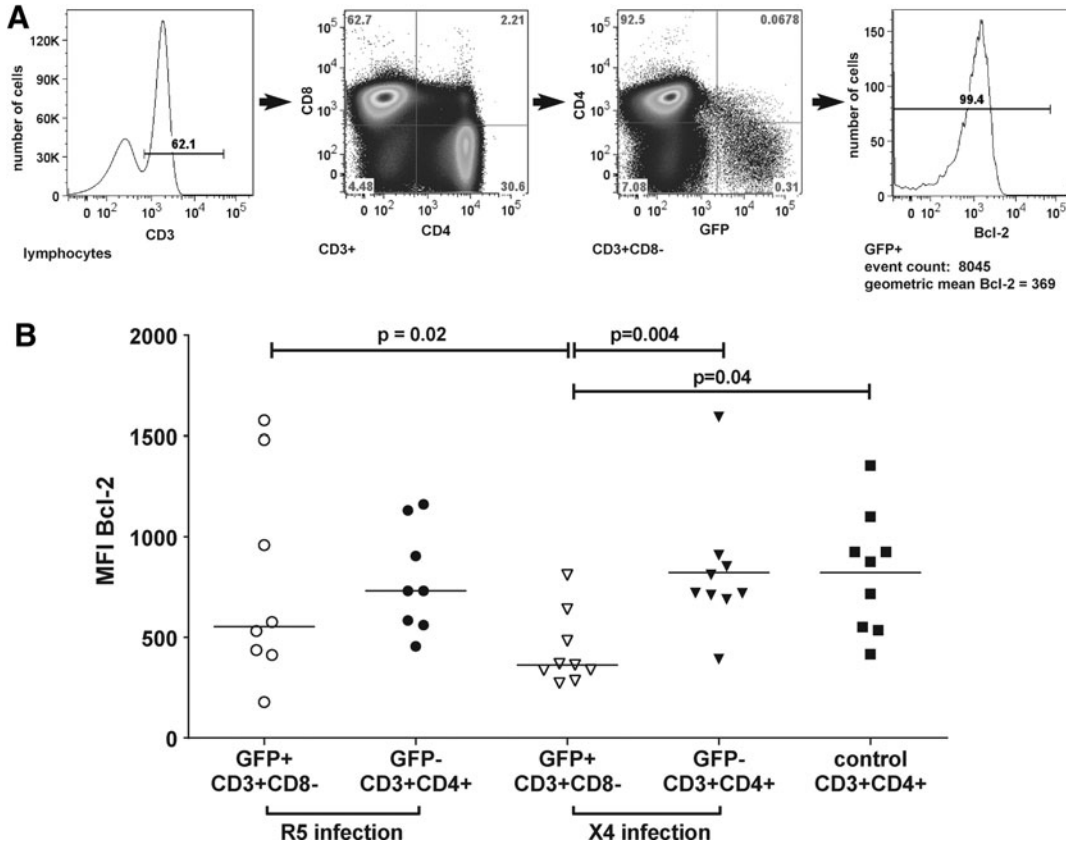 A
number of cells
120K
90K
60K
30K
0
62.1
0 10² 10³ 10⁴ 10⁵
CD3
lymphocytes
62.7 2.21
CD8
10⁵
10⁴
10³
10²
0
4.48 30.6
0 10² 10³ 10⁴ 10⁵
CD4
CD3+
92.5 0.0678
CD4
10⁵
10⁴
10³
10²
0
7.08 0.31
0 10² 10³ 10⁴ 10⁵
GFP
CD3+CD8-
number of cells
150
100
50
0
99.4
0 10² 10³ 10⁴ 10⁵
Bcl-2
GFP+
event count: 8045
geometric mean Bcl-2 = 369
B
MFI Bcl-2
2000
1500
1000
500
0
p = 0.02
p=0.004
p=0.04
GFP+
CD3+CD8-
GFP-
CD3+CD4+
GFP+
CD3+CD8-
GFP-
CD3+CD4+
control
CD3+CD4+
R5 infection
X4 infection